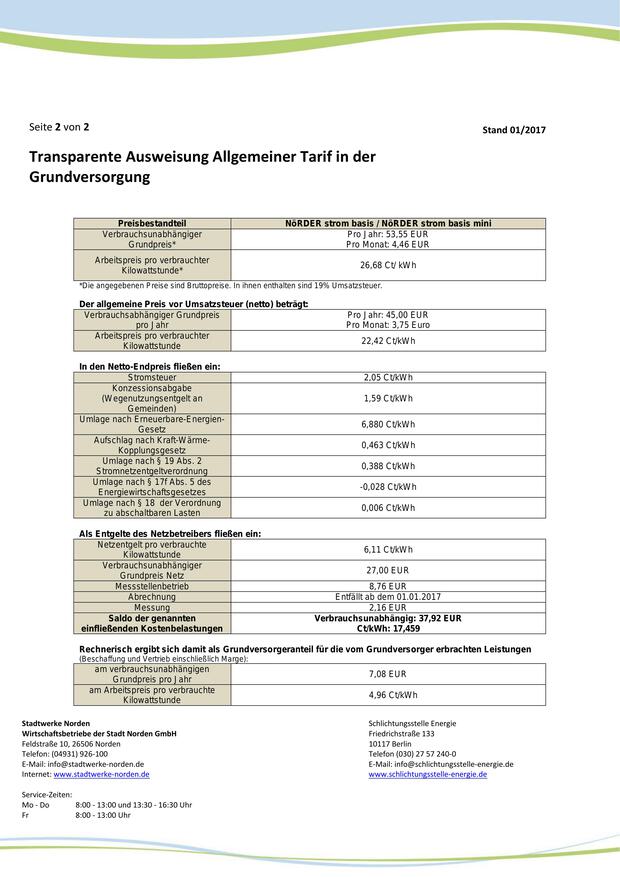 Seite 2 von 2
Stand 01/2017
Transparente Ausweisung Allgemeiner Tarif in der
Grundversorgung
Preisbestandteil
NöRDER strom basis / NöRDER strom basis mini
Verbrauchsunabhängiger
Grundpreis*
Pro Jahr: 53,55 EUR
Pro Monat: 4,46 EUR
Arbeitspreis pro verbrauchter
Kilowattstunde*
26,68 Ct/ kWh
*Die angegebenen Preise sind Bruttopreise. In ihnen enthalten sind 19% Umsatzsteuer.
Der allgemeine Preis vor Umsatzsteuer (netto) beträgt:
Verbrauchsabhängiger Grundpreis
pro Jahr
Pro Jahr: 45,00 EUR
Pro Monat: 3,75 Euro
Arbeitspreis pro verbrauchter
Kilowattstunde
22,42 Ct/kWh
In den Netto-Endpreis fließen ein:
Stromsteuer
2,05 Ct/kWh
Konzessionsabgabe
(Wegenutzungsentgelt an
Gemeinden)
1,59 Ct/kWh
Umlage nach Erneuerbare-Energien-
Gesetz
6,880 Ct/kWh
Aufschlag nach Kraft-Wärme-
Kopplungsgesetz
0,463 Ct/kWh
Umlage nach § 19 Abs. 2
Stromnetzentgeltverordnung
0,388 Ct/kWh
Umlage nach § 17f Abs. 5 des
Energiewirtschaftsgesetzes
-0,028 Ct/kWh
Umlage nach § 18 der Verordnung
zu abschaltbaren Lasten
0,006 Ct/kWh
Als Entgelte des Netzbetreibers fließen ein:
Netzentgelt pro verbrauchte
Kilowattstunde
6,11 Ct/kWh
Verbrauchsunabhängiger
Grundpreis Netz
27,00 EUR
Messstellenbetrieb
8,76 EUR
Abrechnung
Entfällt ab dem 01.01.2017
Messung
2,16 EUR
Saldo der genannten
einfließenden Kostenbelastungen
Verbrauchsunabhängig: 37,92 EUR
Ct/kWh: 17,459
Rechnerisch ergibt sich damit als Grundversorgeranteil für die vom Grundversorger erbrachten Leistungen
(Beschaffung und Vertrieb einschließlich Marge):
am verbrauchsunabhängigen
Grundpreis pro Jahr
7,08 EUR
am Arbeitspreis pro verbrauchte
Kilowattstunde
4,96 Ct/kWh
Stadtwerke Norden
Wirtschaftsbetriebe der Stadt Norden GmbH
Feldstraße 10, 26506 Norden
Telefon: (04931) 926-100
E-Mail: info@stadtwerke-norden.de
Internet: www.stadtwerke-norden.de
Service-Zeiten:
Mo - Do 8:00 - 13:00 und 13:30 - 16:30 Uhr
Fr 8:00 - 13:00 Uhr
Schlichtungsstelle Energie
Friedrichstraße 133
10117 Berlin
Telefon (030) 27 57 240-0
E-Mail: info@schlichtungsstelle-energie.de
www.schlichtungsstelle-energie.de